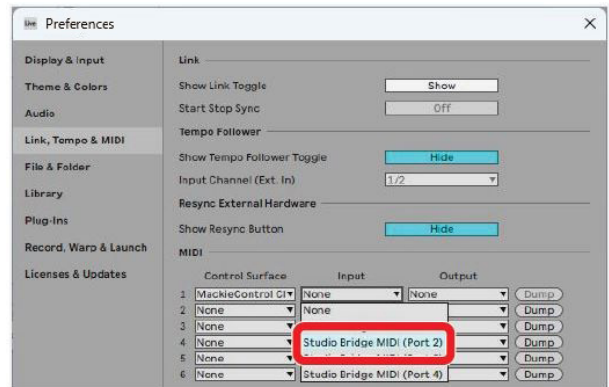 Live Preferences
Display & Input
Theme & Colors
Audio
Link, Tempo & MIDI
File & Folder
Library
Plug-Ins
Record, Warp & Launch
Licenses & Updates
Link
Show Link Toggle Show
Start Stop Sync Off
Tempo Follower
Show Tempo Follower Toggle Hide
Input Channel (Ext. In) 1/2
Resync External Hardware
Show Resync Button Hide
MIDI
Control Surface Input Output
1 MackieControl Cl None None Dump
2 None None Dump
3 None Dump
4 None Studio Bridge MIDI (Port 2) Dump
5 None Dump
6 None Studio Bridge MIDI (Port 4) Dump